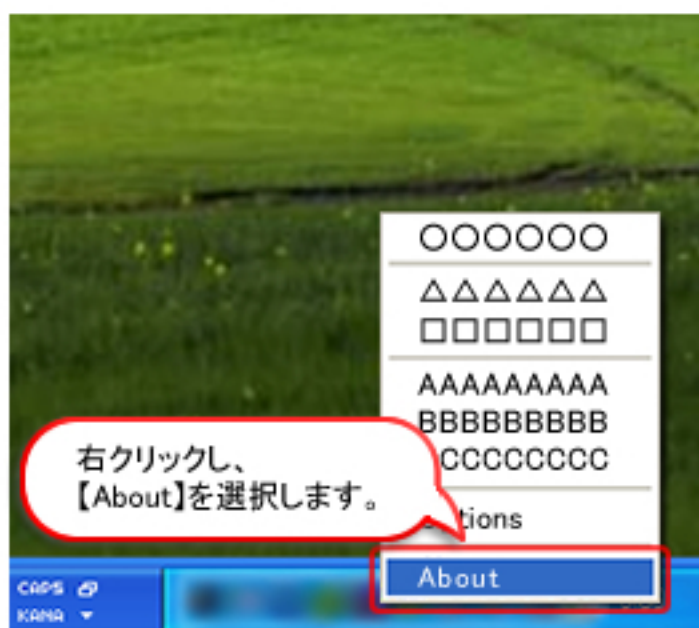 ○○○○○○
△△△△△△
□□□□□□
AAAAAAAAA
BBBBBBBBB
CCCCCCCC
右クリックし、
【About】を選択します。
tions
About
CAPS
KANA